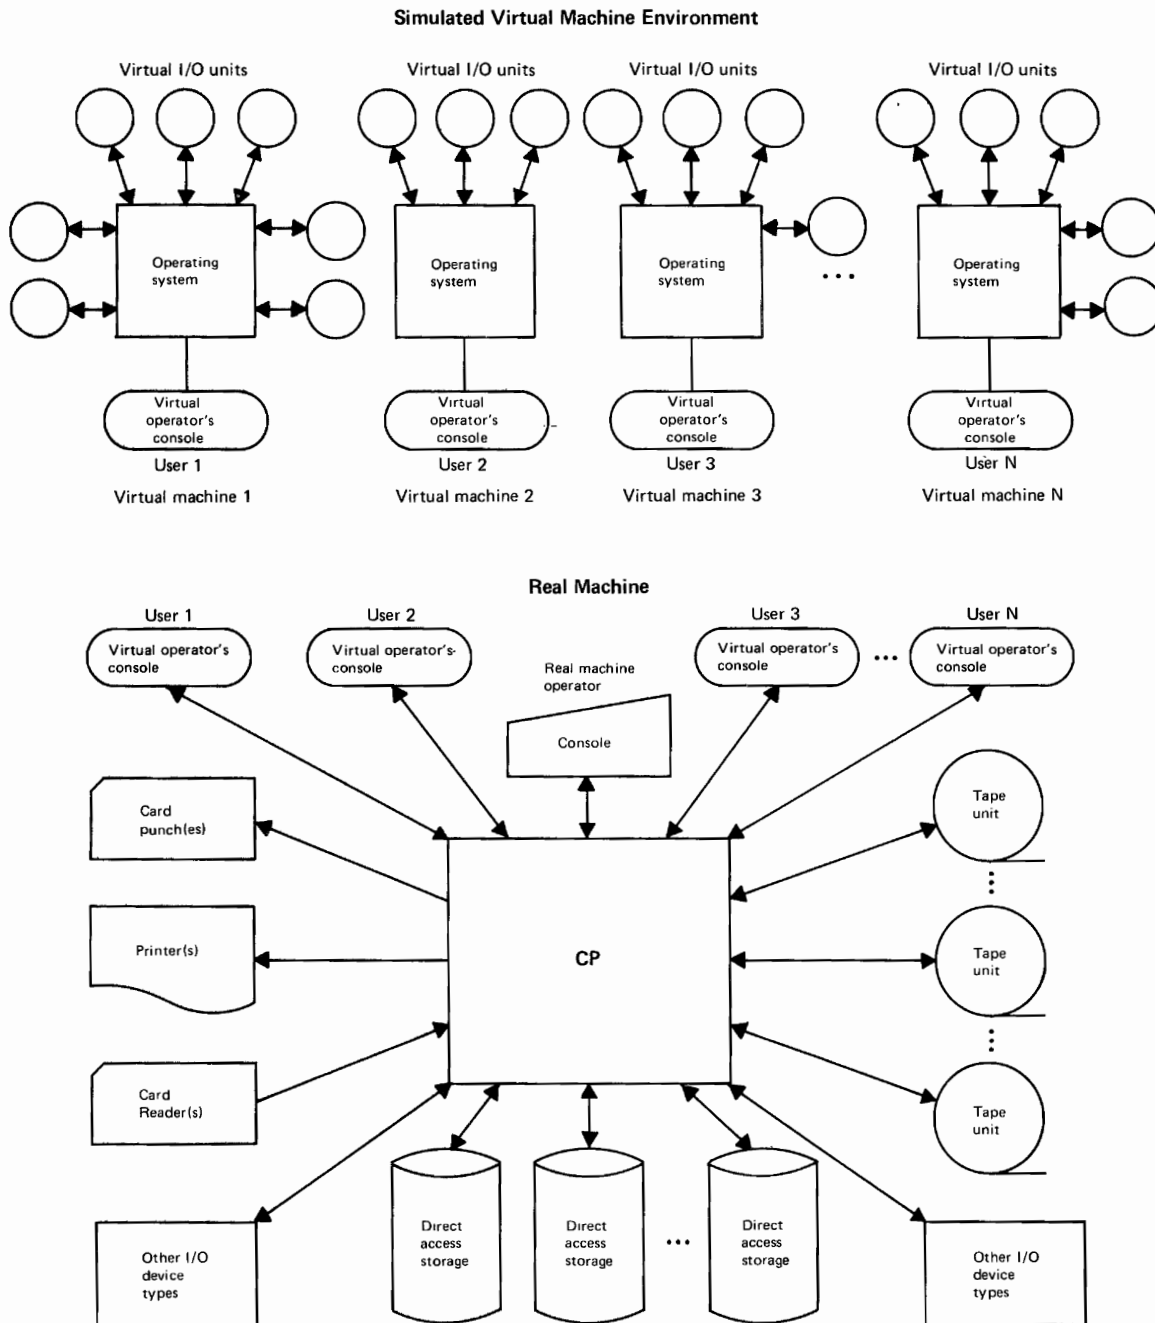 Simulated Virtual Machine Environment
Virtual I/O units
Virtual I/O units
Virtual I/O units
Virtual I/O units
Operating
system
Operating
system
Operating
system
Operating
system
Virtual
operator's
console
Virtual
operator's
console
Virtual
operator's
console
Virtual
operator's
console
User 1
User 2
User 3
User N
Virtual machine 1
Virtual machine 2
Virtual machine 3
Virtual machine N
Real Machine
User 1
User 2
User 3
User N
Virtual operator's
console
Virtual operator's
console
Virtual operator's
console
Virtual operator's
console
Real machine
operator
Console
Card
punch(es)
Tape
unit
Printer(s)
CP
Tape
unit
Card
Reader(s)
Tape
unit
Other I/O
device
types
Direct
access
storage
Direct
access
storage
Direct
access
storage
Other I/O
device
types